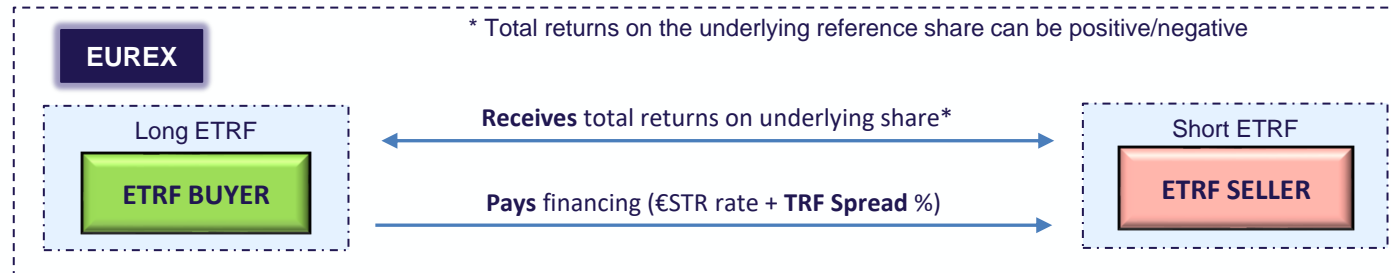 * Total returns on the underlying reference share can be positive/negative
EUREX
Long ETRF
ETRF BUYER
Receives total returns on underlying share*
Pays financing (€STR rate + TRF Spread %)
Short ETRF
ETRF SELLER